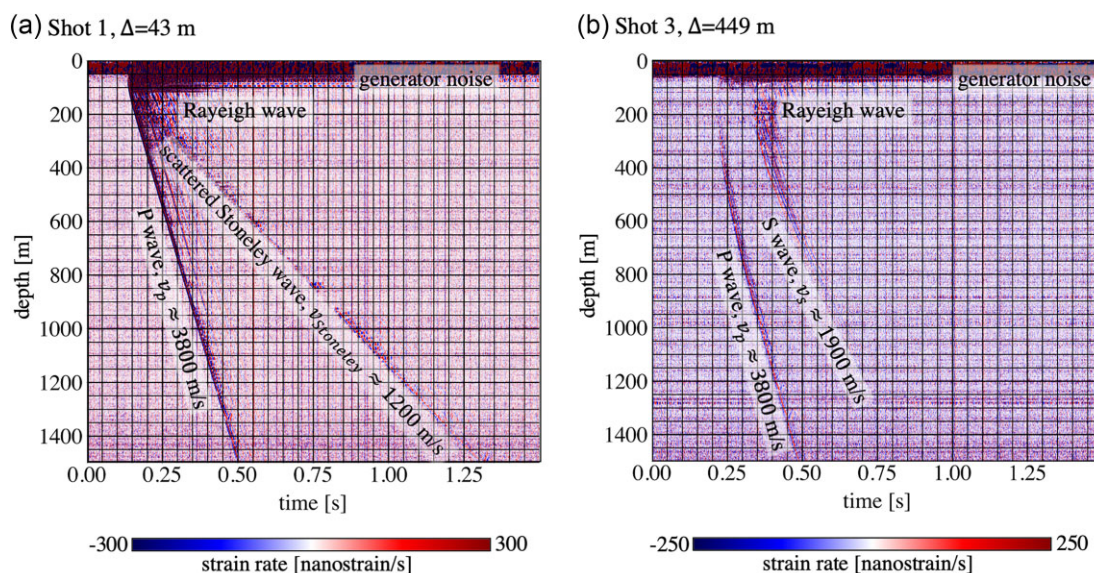 (a) Shot 1, Δ=43 m
0
200
400
600
800
1000
1200
1400
depth [m]
generator noise
Rayeigh wave
scattered Stoneley wave, v_stoneley ≈ 1200 m/s
P wave, v_p ≈ 3800 m/s
0.00 0.25 0.50 0.75 1.00 1.25
time [s]
-300 300
strain rate [nanostrain/s]
(b) Shot 3, Δ=449 m
0
200
400
600
800
1000
1200
1400
depth [m]
generator noise
Rayeigh wave
S wave, v_s ≈ 1900 m/s
P wave, v_p ≈ 3800 m/s
0.00 0.25 0.50 0.75 1.00 1.25
time [s]
-250 250
strain rate [nanostrain/s]